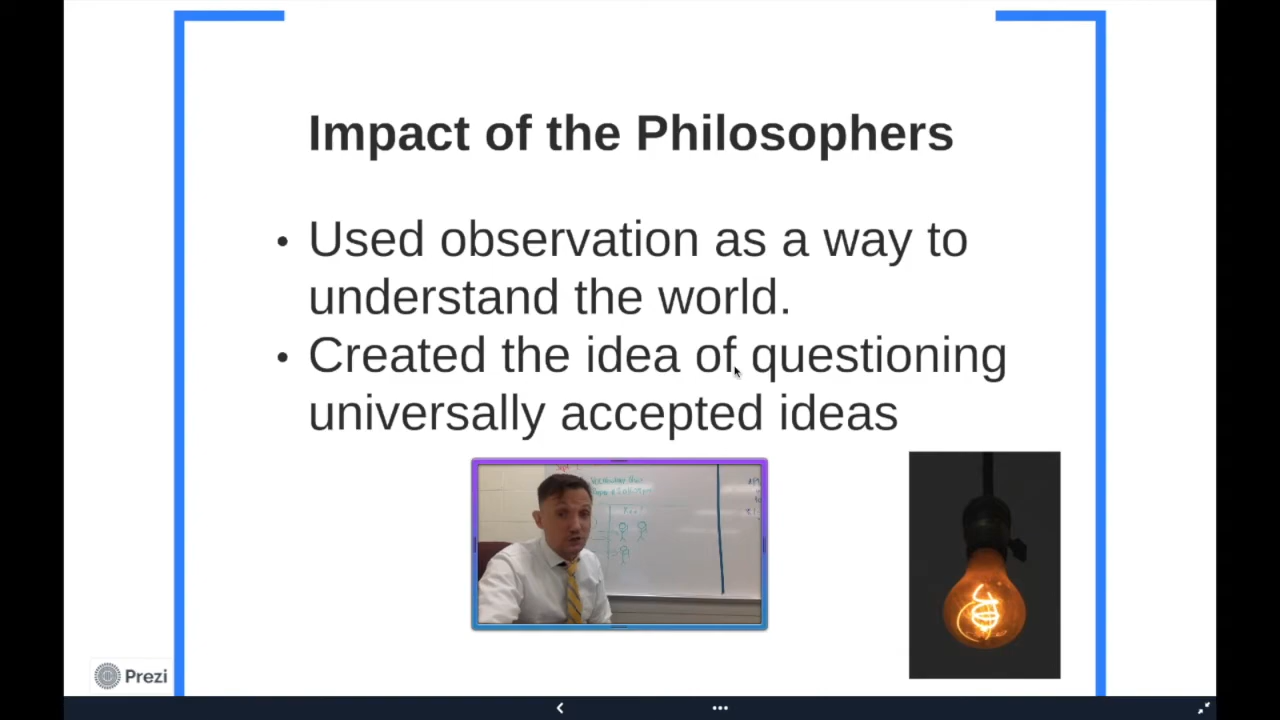 Impact of the Philosophers
• Used observation as a way to
understand the world.
• Created the idea of questioning
universally accepted ideas
Prezi